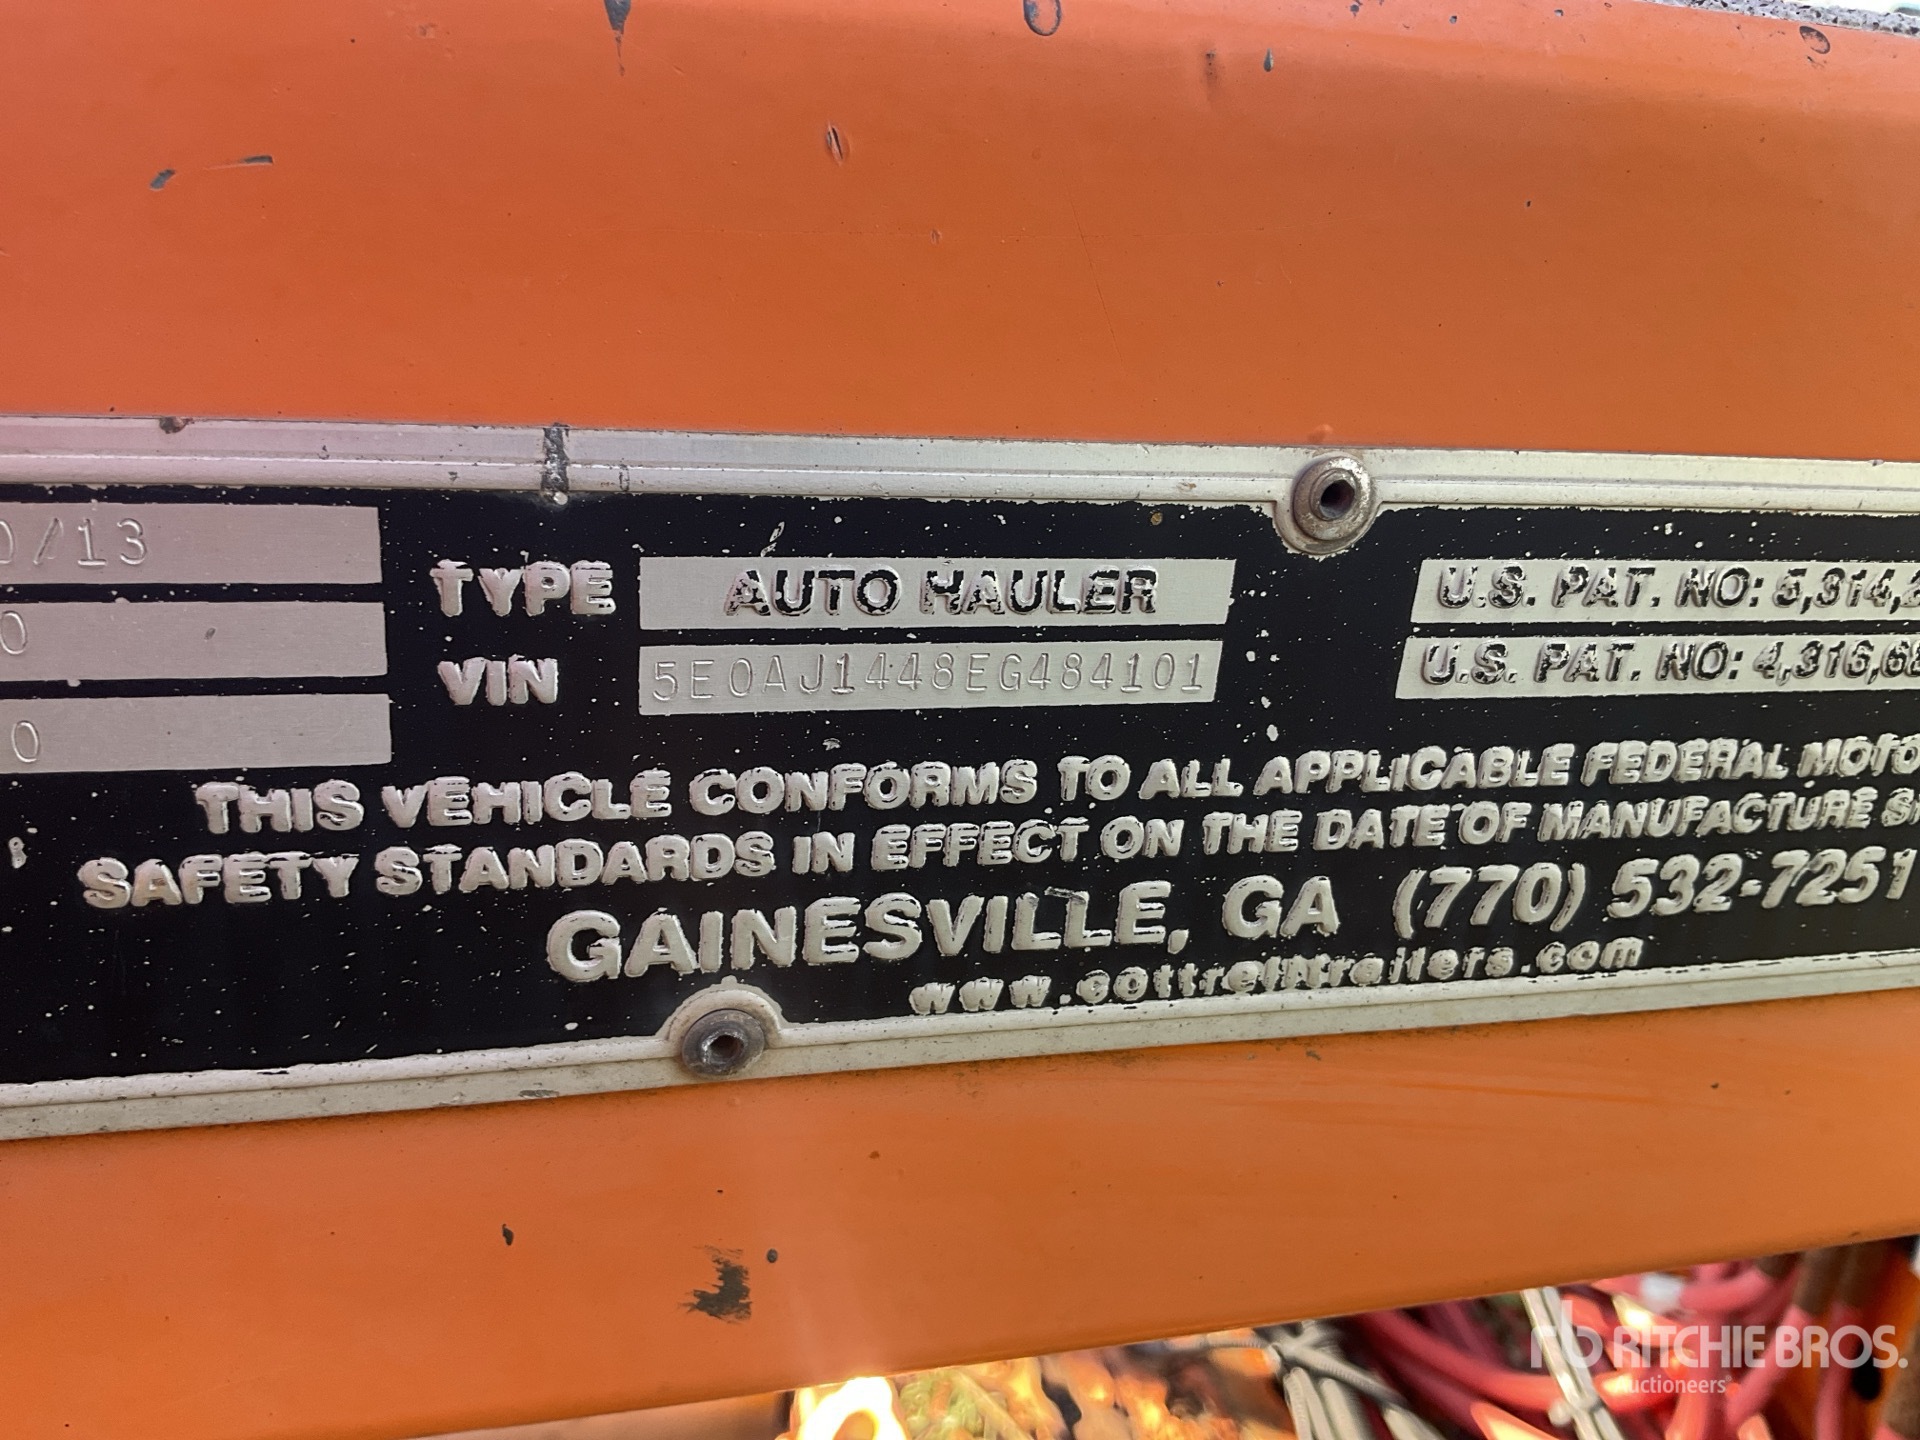 0/13
TYPE AUTO HAULER
U.S. PAT. NO: 5,314,
0
VIN 5E0AJ1448EG484101
U.S. PAT. NO: 4,316,68
0
THIS VEHICLE CONFORMS TO ALL APPLICABLE FEDERAL MOTO
SAFETY STANDARDS IN EFFECT ON THE DATE OF MANUFACTURE S
GAINESVILLE, GA (770) 532-7251
www.cottrelltrailers.com
rb RITCHIE BROS.
Auctioneers